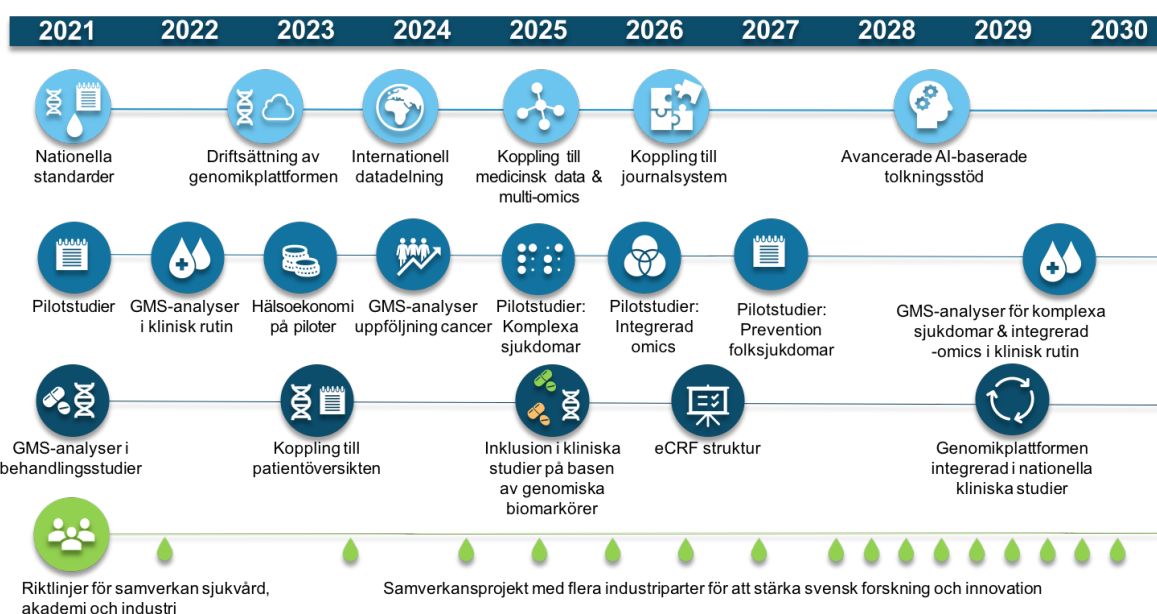 2021 2022 2023 2024 2025 2026 2027 2028 2029 2030
Nationella
standarder
Driftsättning av
genomikplattformen
Internationell
datadelning
Koppling till
medicinsk data &
multi-omics
Koppling till
journalsystem
Avancerade AI-baserade
tolkningsstöd
Pilotstudier
GMS-analyser
i klinisk rutin
Hälsoekonomi
på piloter
GMS-analyser
uppföljning cancer
Pilotstudier:
Komplexa
sjukdomar
Pilotstudier:
Integrerad
omics
Pilotstudier:
Prevention
folksjukdomar
GMS-analyser för komplexa
sjukdomar & integrerad
-omics i klinisk rutin
GMS-analyser i
behandlingsstudier
Koppling till
patientöversikten
Inklusion i kliniska
studier på basen
av genomiska
biomarkörer
eCRF struktur
Genomikplattformen
integrerad i nationella
kliniska studier
Riktlinjer för samverkan sjukvård,
akademi och industri
Samverkansprojekt med flera industriparter för att stärka svensk forskning och innovation